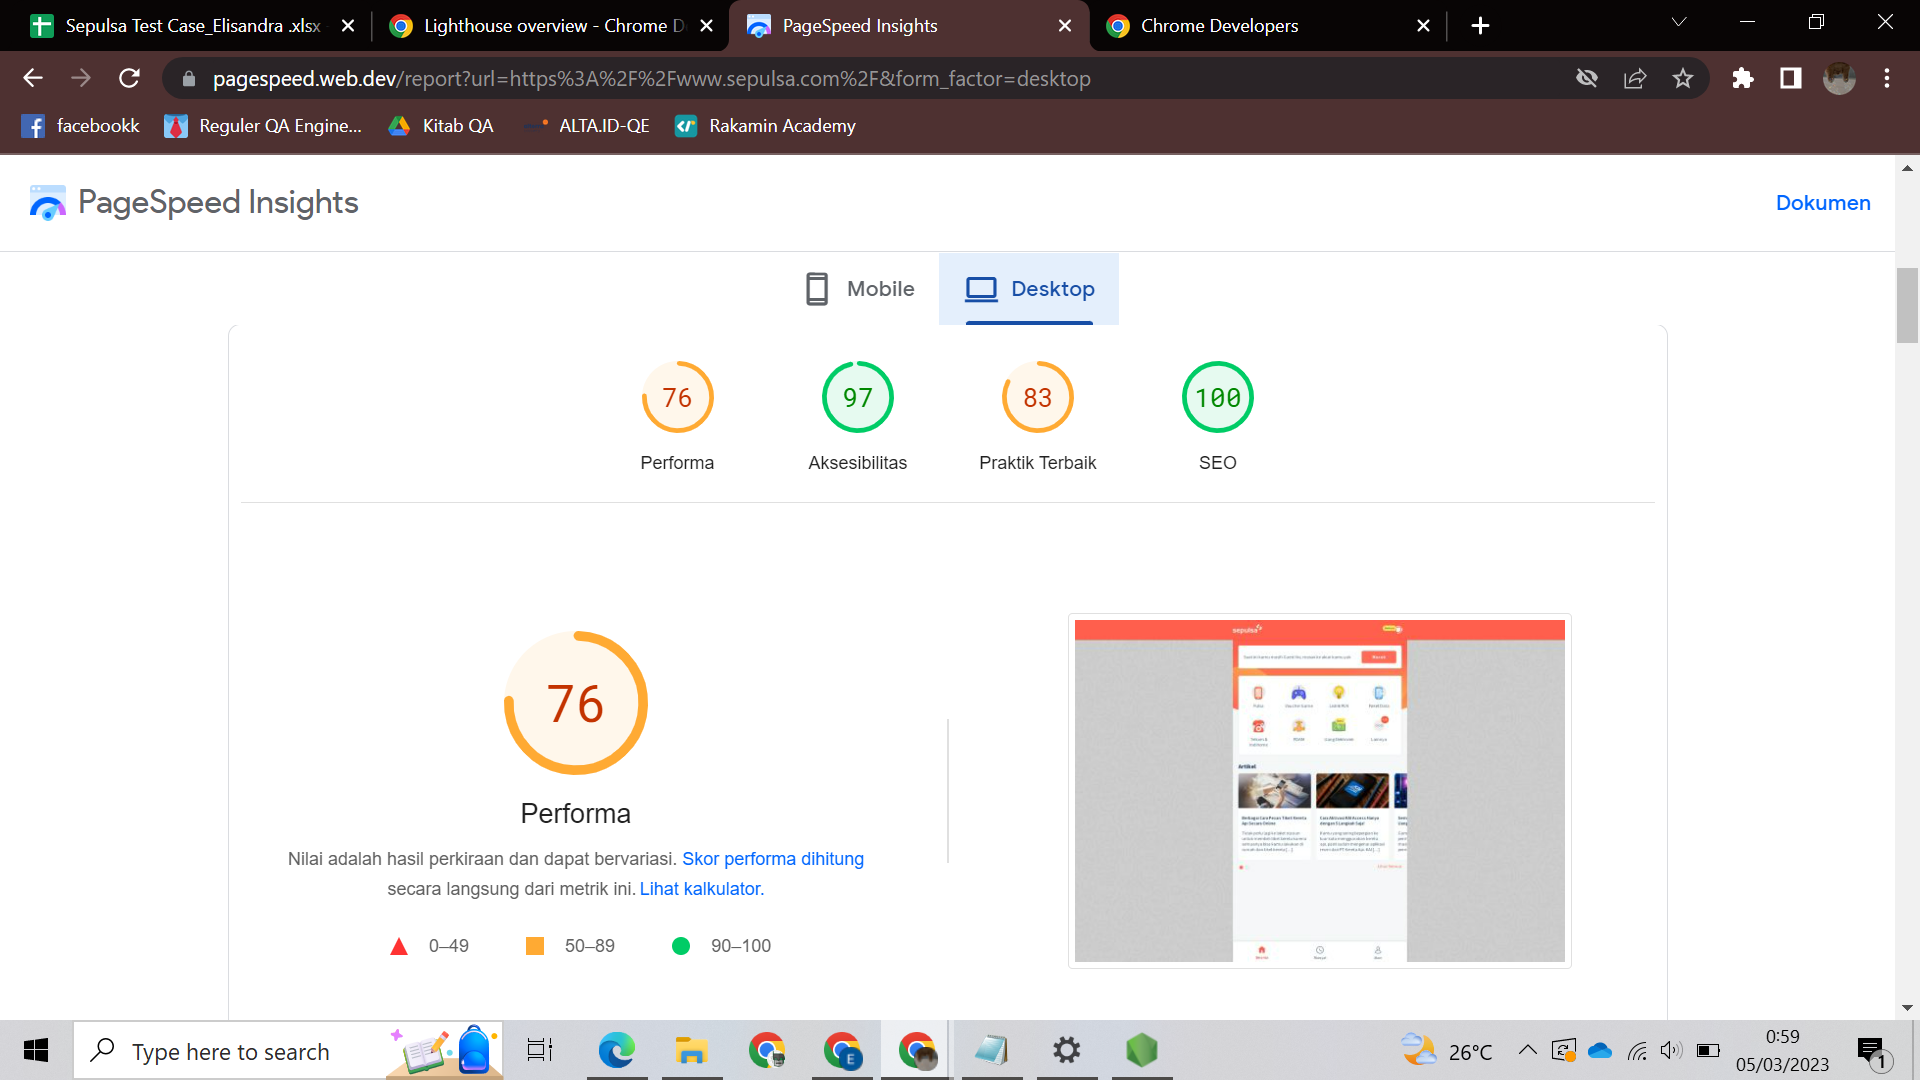 Sepulsa Test Case_Elisandra .xlsx
Lighthouse overview - Chrome D
PageSpeed Insights
Chrome Developers
pagespeed.web.dev/report?url=https%3A%2F%2Fwww.sepulsa.com%2F&form_factor=desktop
facebookk
Reguler QA Engine...
Kitab QA
ALTA.ID-QE
Rakamin Academy
PageSpeed Insights
Dokumen
Mobile
Desktop
76
97
83
100
Performa
Aksesibilitas
Praktik Terbaik
SEO
76
Performa
Nilai adalah hasil perkiraan dan dapat bervariasi. Skor performa dihitung
secara langsung dari metrik ini. Lihat kalkulator.
0–49
50–89
90–100
sepulsa
Artikel
Type here to search
E
26°C
0:59
05/03/2023
1